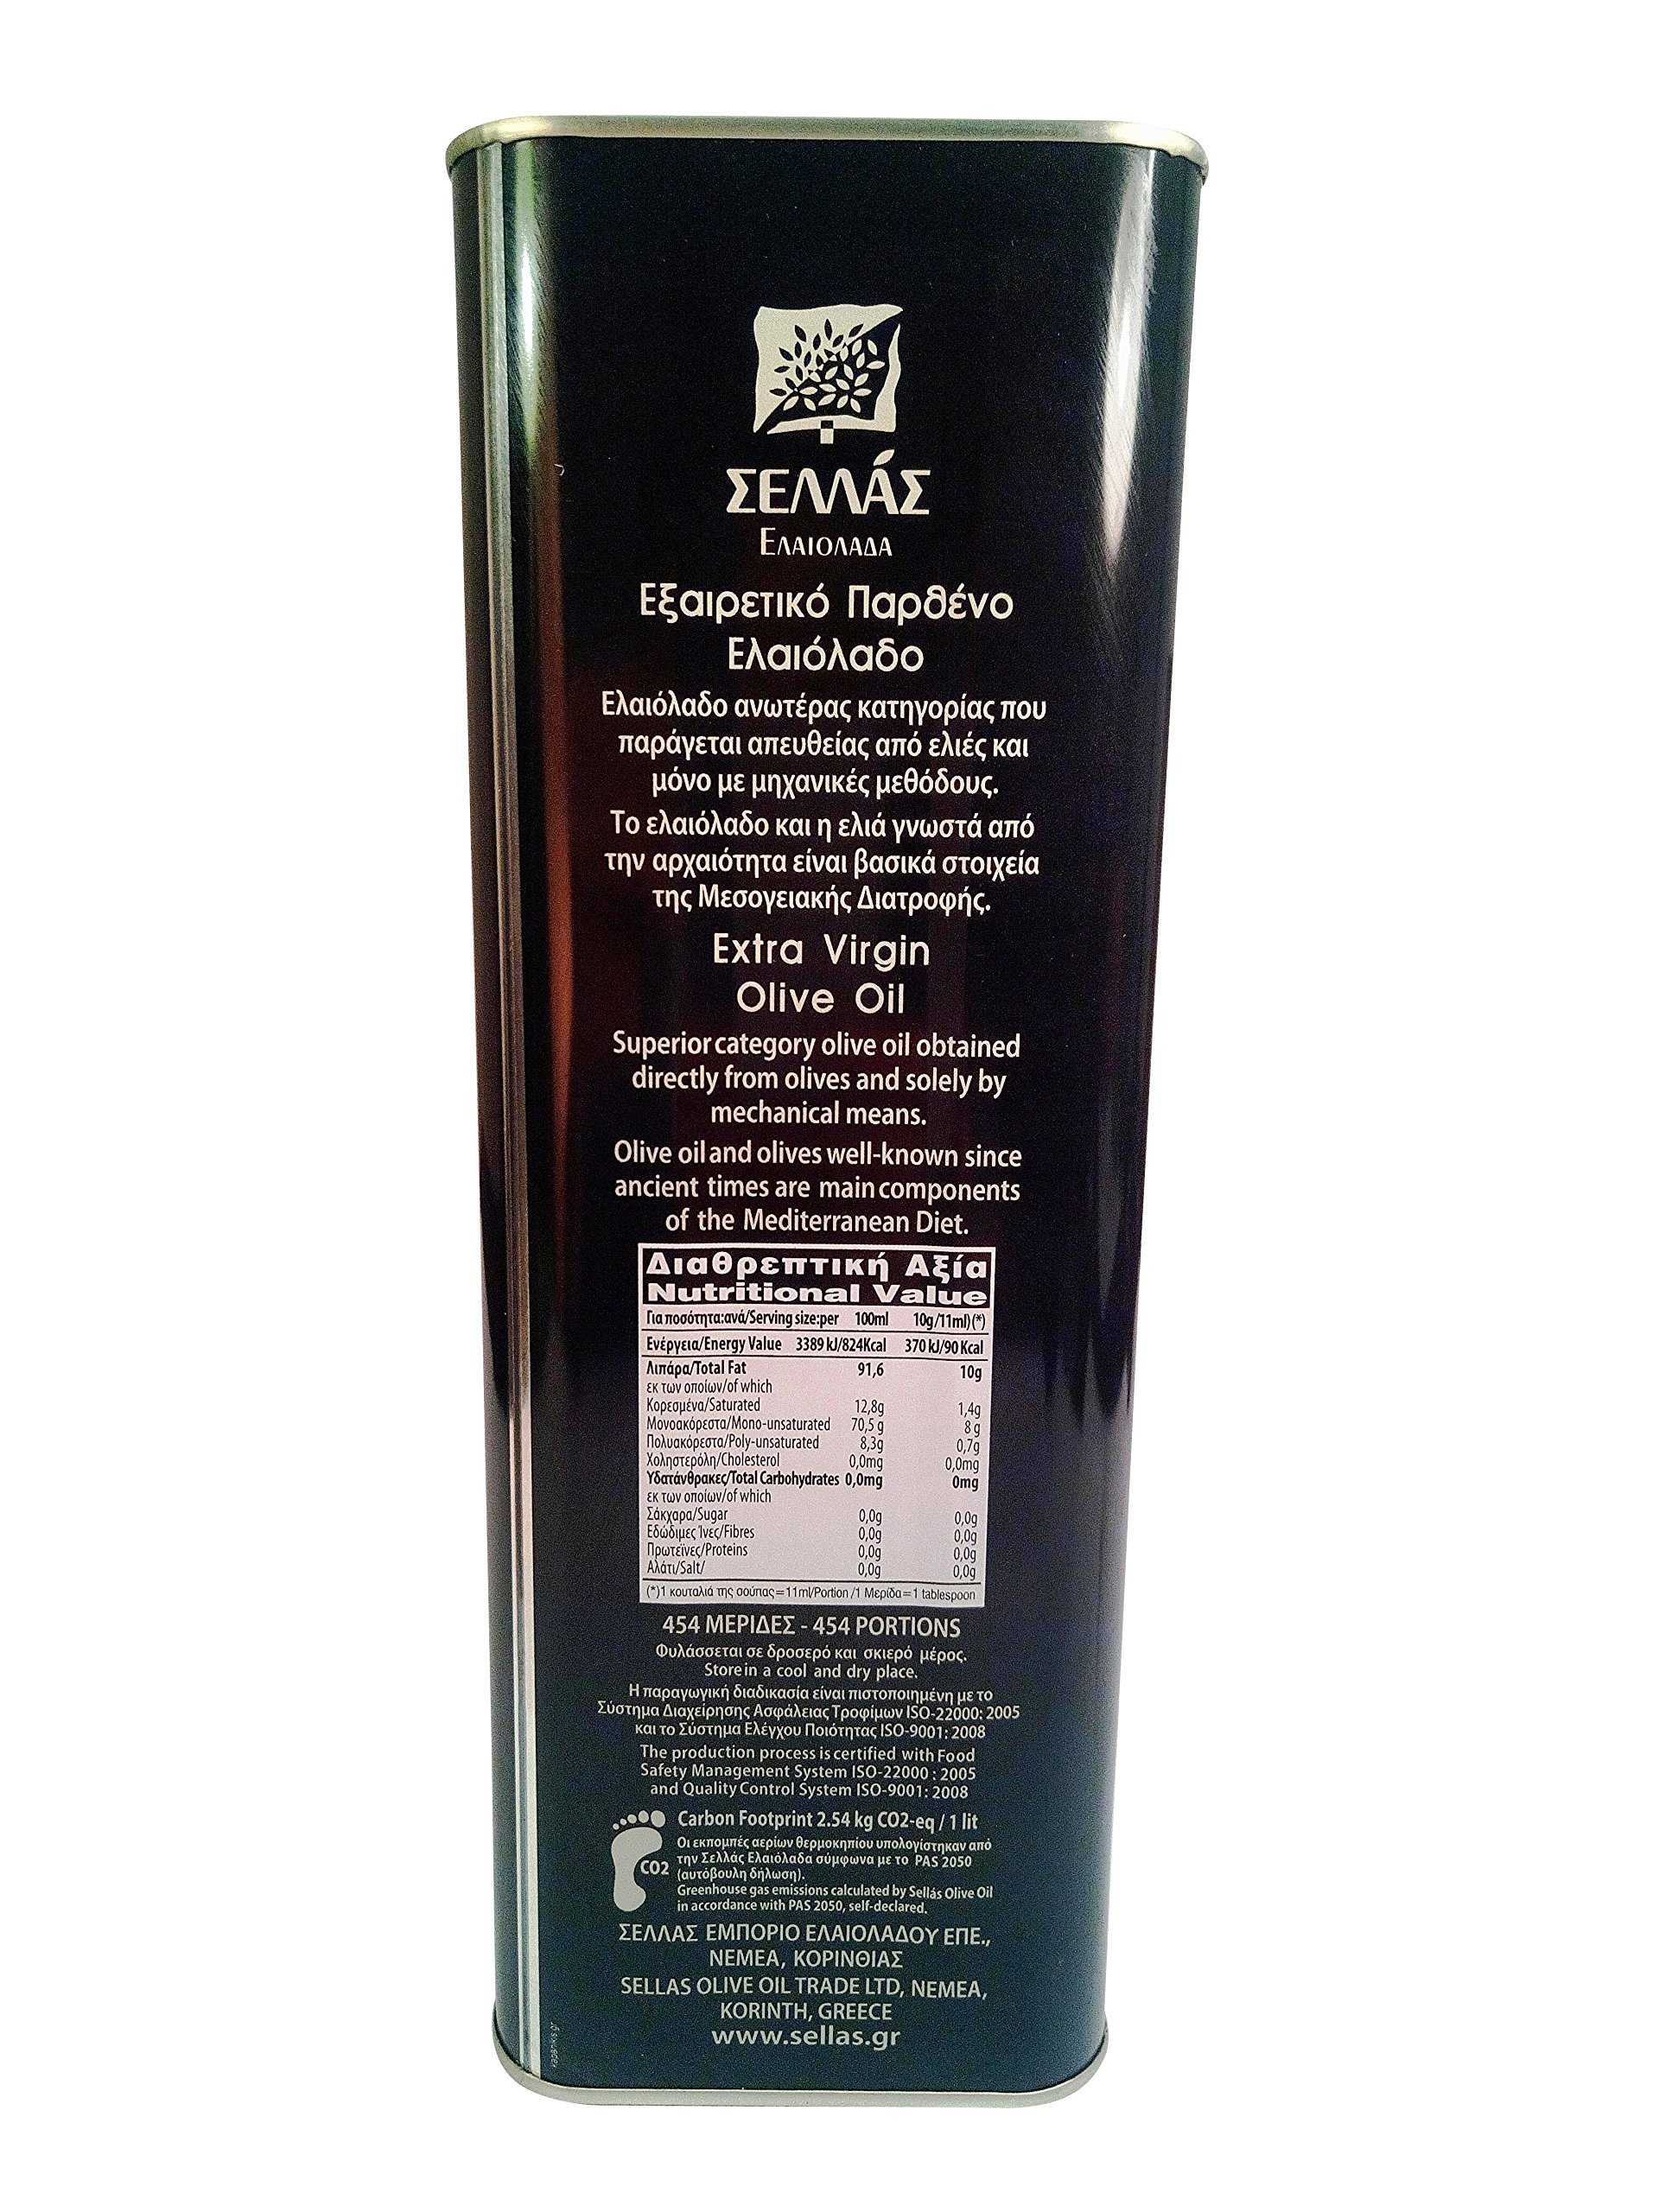 ΣΕΛΛΆΣ
ΕΛΑΙΟΛΑΔΑ
Εξαιρετικό Παρθένο
Ελαιόλαδο
Ελαιόλαδο ανωτέρας κατηγορίας που
παράγεται απευθείας από ελιές και
μόνο με μηχανικές μεθόδους.
Το ελαιόλαδο και η ελιά γνωστά από
την αρχαιότητα είναι βασικά στοιχεία
της Μεσογειακής Διατροφής.
Extra Virgin
Olive Oil
Superior category olive oil obtained
directly from olives and solely by
mechanical means.
Olive oil and olives well-known since
ancient times are main components
of the Mediterranean Diet.
Διαθρεπτική Αξία
Nutritional Value
Για ποσότητα:ανά/Serving size:per 100ml 10g/11ml)(*)
Ενέργεια/Energy Value 3389 kJ/824Kcal 370 kJ/90 Kcal
Λιπάρα/Total Fat 91,6 10g
εκ των οποίων/of which
Κορεσμένα/Saturated 12,8g 1,4g
Μονοακόρεστα/Mono-unsaturated 70,5 g 8 g
Πολυακόρεστα/Poly-unsaturated 8,3g 0,7g
Χοληστερόλη/Cholesterol 0,0mg 0,0mg
Υδατάνθρακες/Total Carbohydrates 0,0mg 0mg
εκ των οποίων/of which
Σάκχαρα/Sugar 0,0g 0,0g
Εδώδιμες Ίνες/Fibres 0,0g 0,0g
Πρωτεϊνες/Proteins 0,0g 0,0g
Αλάτι/Salt/ 0,0g 0,0g
(*)1 κουταλιά της σούπας=11ml/Portion /1 Μερίδα=1 tablespoon
454 ΜΕΡΙΔΕΣ - 454 PORTIONS
Φυλάσσεται σε δροσερό και σκιερό μέρος.
Store in a cool and dry place.
Η παραγωγική διαδικασία είναι πιστοποιημένη με το
Σύστημα Διαχείρησης Ασφάλειας Τροφίμων ISO-22000: 2005
και το Σύστημα Ελέγχου Ποιότητας ISO-9001: 2008
The production process is certified with Food
Safety Management System ISO-22000 : 2005
and Quality Control System ISO-9001: 2008
Carbon Footprint 2.54 kg CO2-eq / 1 lit
Οι εκπομπές αερίων θερμοκηπίου υπολογίστηκαν από
την Σελλάς Ελαιόλαδα σύμφωνα με το PAS 2050
(αυτόβουλη δήλωση).
CO2
Greenhouse gas emissions calculated by Sellás Olive Oil
in accordance with PAS 2050, self-declared.
ΣΕΛΛΑΣ ΕΜΠΟΡΙΟ ΕΛΑΙΟΛΑΔΟΥ ΕΠΕ.,
ΝΕΜΕΑ, ΚΟΡΙΝΘΙΑΣ
SELLAS OLIVE OIL TRADE LTD, NEMEA,
KORINTH, GREECE
www.sellas.gr